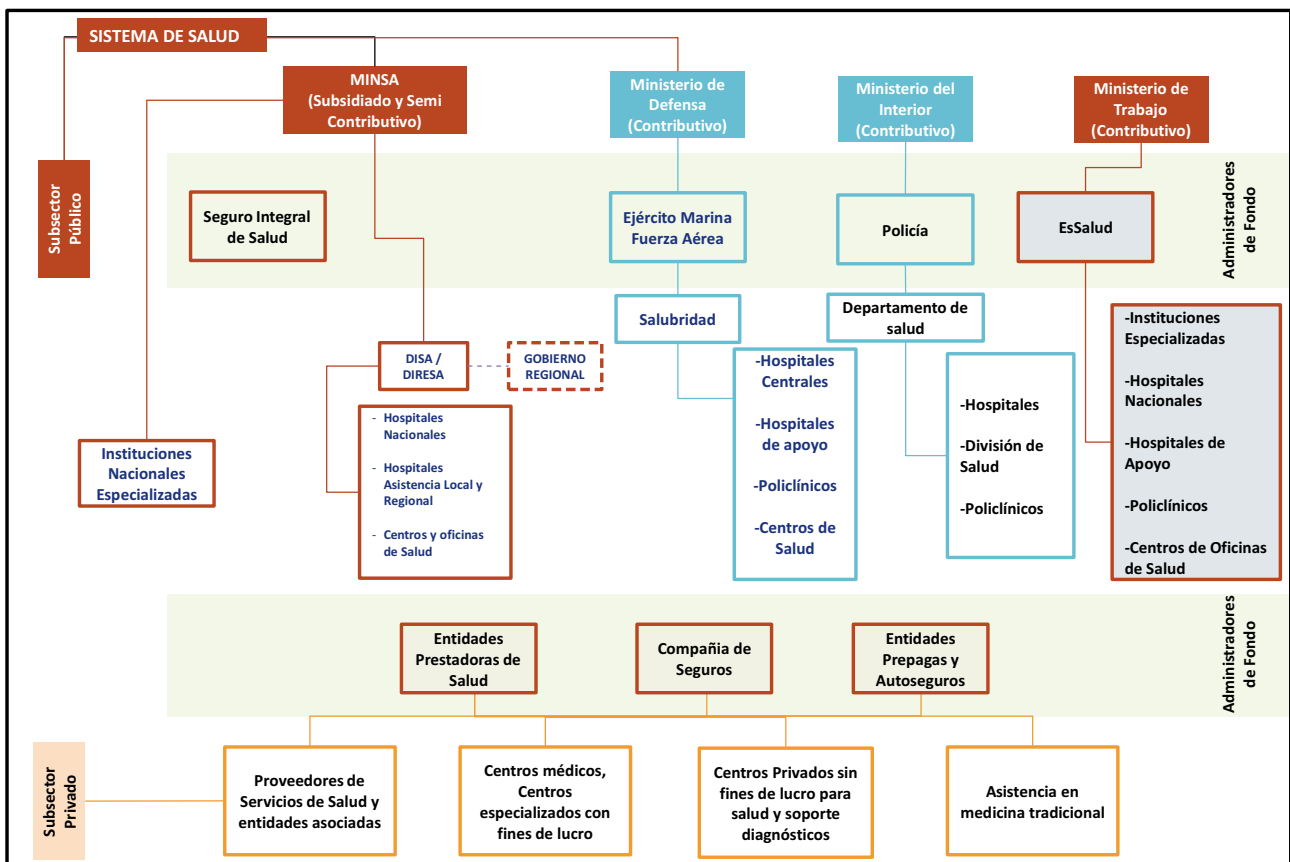 SISTEMA DE SALUD
MINSA
(Subsidiado y Semi
Contributivo)
Ministerio de
Defensa
(Contributivo)
Ministerio del
Interior
(Contributivo)
Ministerio de
Trabajo
(Contributivo)
Subsector
Público
Seguro Integral
de Salud
Ejército Marina
Fuerza Aérea
Policía
EsSalud
Administradores
de Fondo
Salubridad
Departamento de
salud
DISA /
DIRESA
GOBIERNO
REGIONAL
Instituciones
Nacionales
Especializadas
- Hospitales
Nacionales
- Hospitales
Asistencia Local y
Regional
- Centros y oficinas
de Salud
-Hospitales
Centrales
-Hospitales
de apoyo
-Policlínicos
-Centros de
Salud
-Hospitales
-División de
Salud
-Policlínicos
-Instituciones
Especializadas
-Hospitales
Nacionales
-Hospitales de
Apoyo
-Policlínicos
-Centros de Oficinas
de Salud
Entidades
Prestadoras de
Salud
Compañia de
Seguros
Entidades
Prepagas y
Autoseguros
Administradores
de Fondo
Subsector
Privado
Proveedores de
Servicios de Salud y
entidades asociadas
Centros médicos,
Centros
especializados con
fines de lucro
Centros Privados sin
fines de lucro para
salud y soporte
diagnósticos
Asistencia en
medicina tradicional